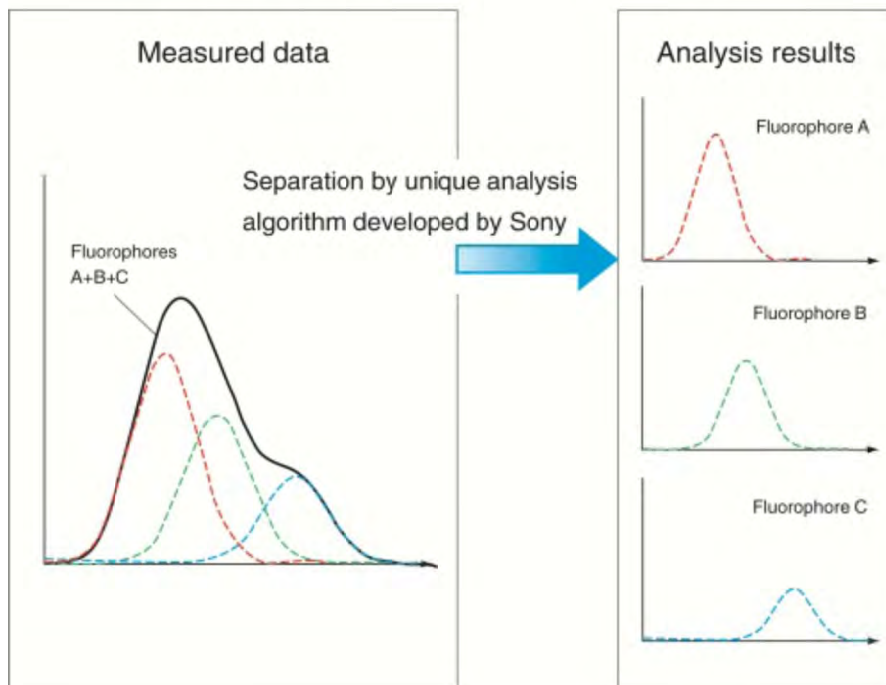 Measured data
Separation by unique analysis
algorithm developed by Sony
Fluorophores
A+B+C
Analysis results
Fluorophore A
Fluorophore B
Fluorophore C